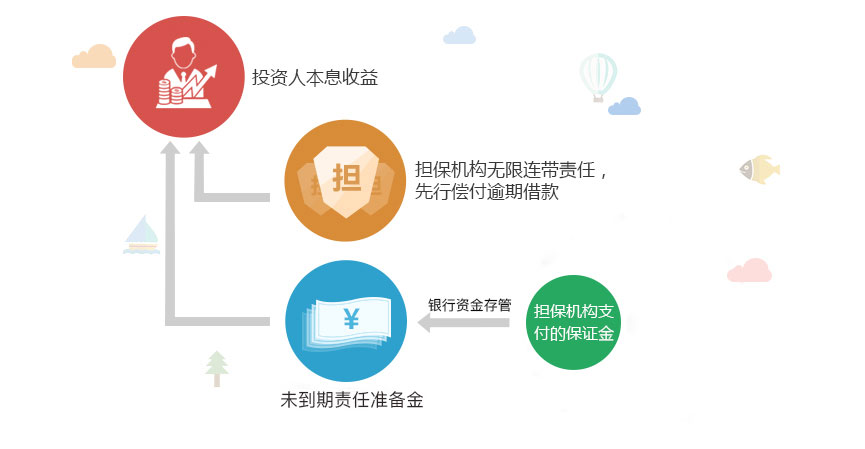 投资人本息收益
担
担保机构无限连带责任，
先行偿付逾期借款
¥
银行资金存管
担保机构支
付的保证金
未到期责任准备金